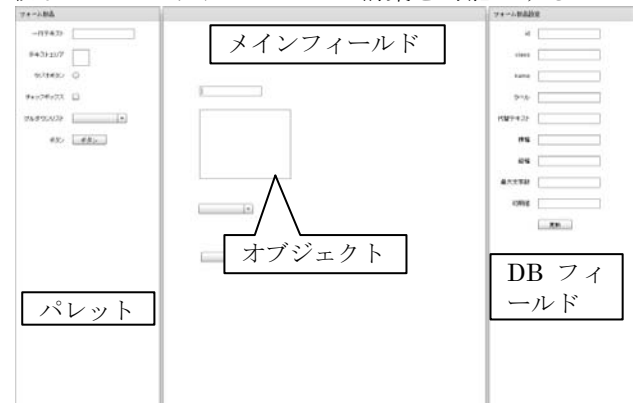 フォーム部品
一行テキスト
テキストエリア
ラジオボタン
チェックボックス
プルダウンリスト
ボタン
ボタン
パレット
メインフィールド
オブジェクト
フォーム部品設定
id
class
name
ラベル
代替テキスト
横幅
縦幅
最大文字数
初期値
更新
DB フィ
ールド